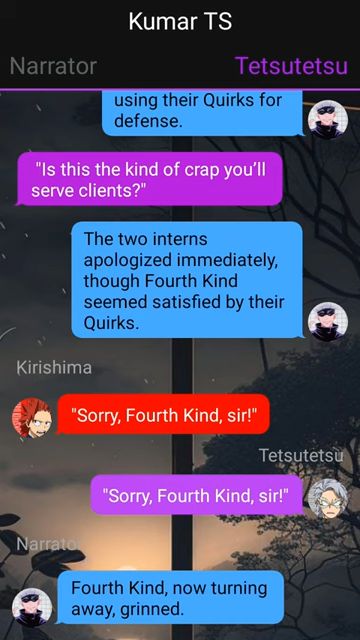 Kumar TS
Narrator
Tetsutetsu
using their Quirks for
defense.
"Is this the kind of crap you’ll
serve clients?"
The two interns
apologized immediately,
though Fourth Kind
seemed satisfied by their
Quirks.
Kirishima
"Sorry, Fourth Kind, sir!"
Tetsutetsu
"Sorry, Fourth Kind, sir!"
Narrator
Fourth Kind, now turning
away, grinned.